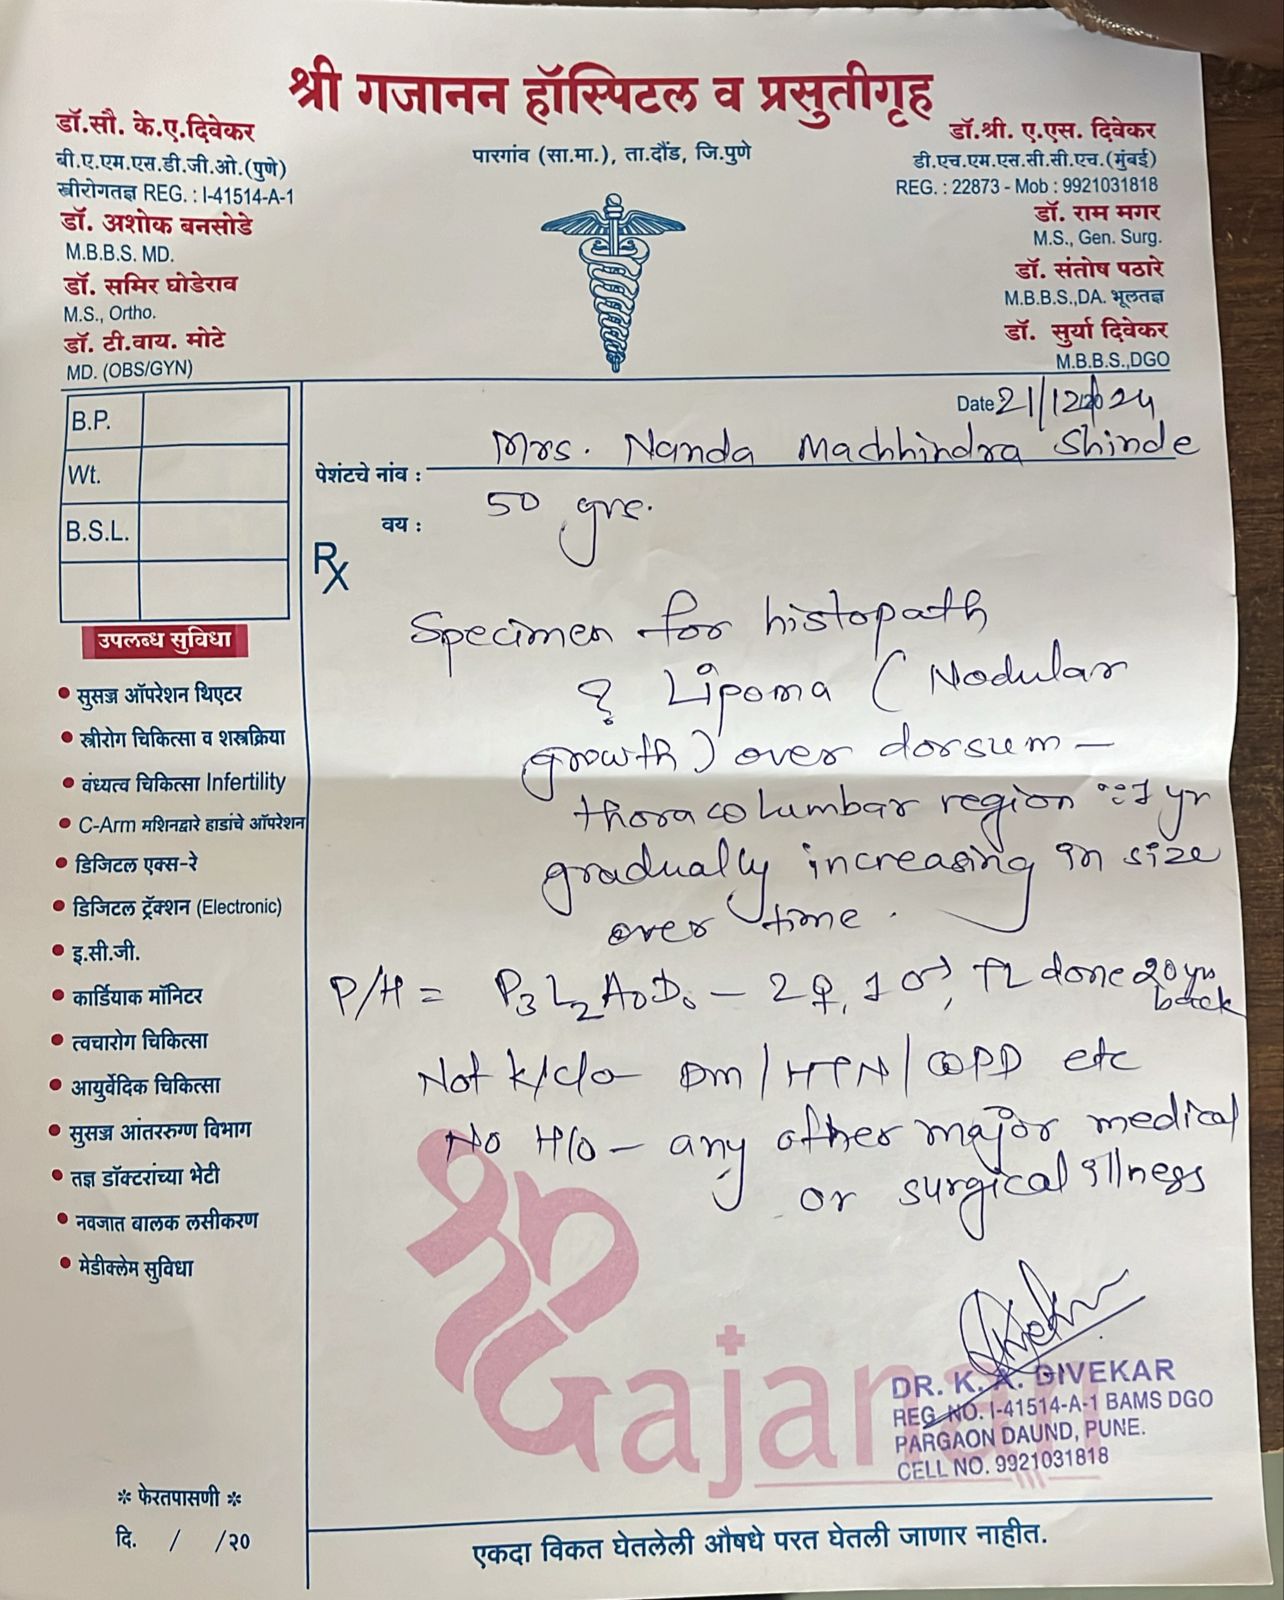 श्री गजानन हॉस्पिटल व प्रसुतीगृह
पारगांव (सा.मा.), ता.दौंड, जि.पुणे
डॉ.सौ. के.ए.दिवेकर
बी.ए.एम.एस.डी.जी.ओ.(पुणे)
स्त्रीरोगतज्ञ REG. : I-41514-A-1
डॉ. अशोक बनसोडे
M.B.B.S. MD.
डॉ. समिर घोडेराव
M.S., Ortho.
डॉ. टी.वाय. मोटे
MD. (OBS/GYN)
डॉ.श्री. ए.एस. दिवेकर
डी.एच.एम.एस.सी.सी.एच.(मुंबई)
REG. : 22873 - Mob : 9921031818
डॉ. राम मगर
M.S., Gen. Surg.
डॉ. संतोष पठारे
M.B.B.S.,DA. भूलतज्ञ
डॉ. सुर्या दिवेकर
M.B.B.S.,DGO
B.P.
Wt.
B.S.L.
उपलब्ध सुविधा
• सुसज्ज ऑपरेशन थिएटर
• स्त्रीरोग चिकित्सा व शस्त्रक्रिया
• वंध्यत्व चिकित्सा Infertility
• C-Arm मशिनद्वारे हाडांचे ऑपरेशन
• डिजिटल एक्स-रे
• डिजिटल ट्रॅक्शन (Electronic)
• इ.सी.जी.
• कार्डियाक मॉनिटर
• त्वचारोग चिकित्सा
• आयुर्वेदिक चिकित्सा
• सुसज्ज आंतररुग्ण विभाग
• तज्ञ डॉक्टरांच्या भेटी
• नवजात बालक लसीकरण
• मेडीक्लेम सुविधा
* फेरतपासणी *
दि. / /२०
Date 21/12/2024
पेशंटचे नांव : Mrs. Nanda Machhindra Shinde
वय : 50 yrs.
Rx
Specimen for histopath
? Lipoma (Nodular
growth) over dorsum -
thoracolumbar region 1 yr
gradually increasing in size
over time.
P/H = P3L2A0D0 - 2♀, 1♂, TL done 20 yrs
back
Not k/c/o DM/HTN/COPD etc
No H/o - any other major medical
or surgical illness
Gajanan
DR. K. A. DIVEKAR
REG. NO. I-41514-A-1 BAMS DGO
PARGAON DAUND, PUNE.
CELL NO. 9921031818
एकदा विकत घेतलेली औषधे परत घेतली जाणार नाहीत.